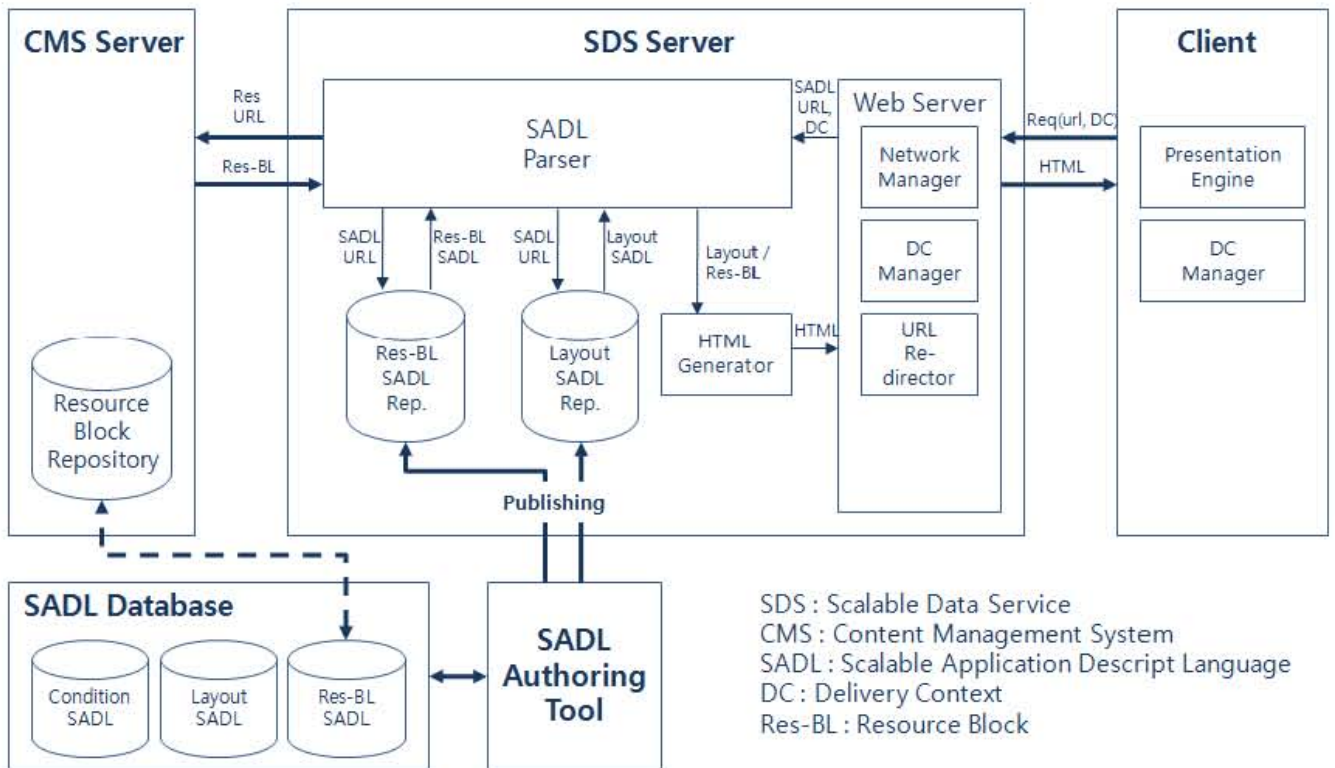 CMS Server
SDS Server
Client
Res
URL
Res-BL
SADL
Parser
SADL
URL,
DC
Web Server
Network
Manager
DC
Manager
URL
Re-
director
Req(url, DC)
HTML
Presentation
Engine
DC
Manager
SADL
URL
Res-BL
SADL
SADL
URL
Layout
SADL
Layout /
Res-BL
Res-BL
SADL
Rep.
Layout
SADL
Rep.
HTML
Generator
HTML
Resource
Block
Repository
Publishing
SADL Database
Condition
SADL
Layout
SADL
Res-BL
SADL
SADL
Authoring
Tool
SDS : Scalable Data Service
CMS : Content Management System
SADL : Scalable Application Descript Language
DC : Delivery Context
Res-BL : Resource Block